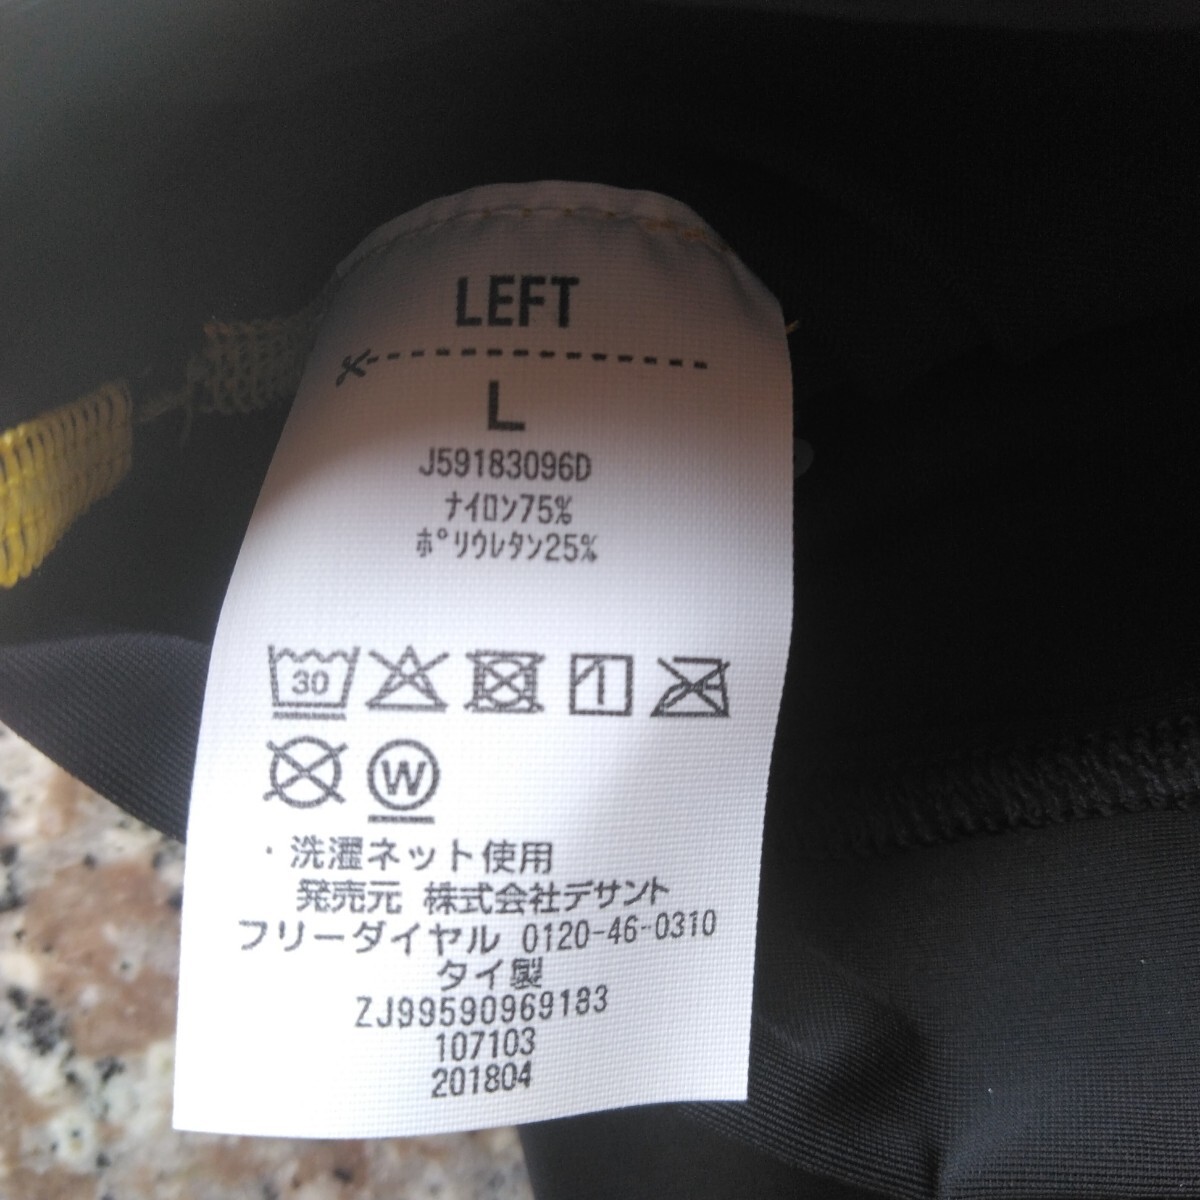 LEFT
L
J59183096D
ナイロン75%
ポリウレタン25%
30
W
・洗濯ネット使用
発売元 株式会社デサント
フリーダイヤル 0120-46-0310
タイ製
ZJ99590969183
107103
201804